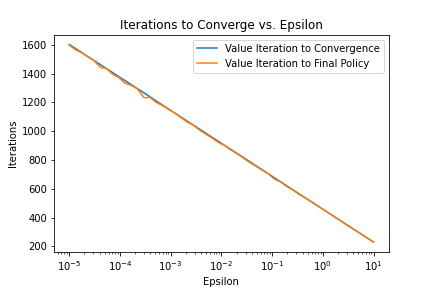 Iterations to Converge vs. Epsilon
Value Iteration to Convergence
Value Iteration to Final Policy
Iterations
1600
1400
1200
1000
800
600
400
200
10⁻⁵ 10⁻⁴ 10⁻³ 10⁻² 10⁻¹ 10⁰ 10¹
Epsilon